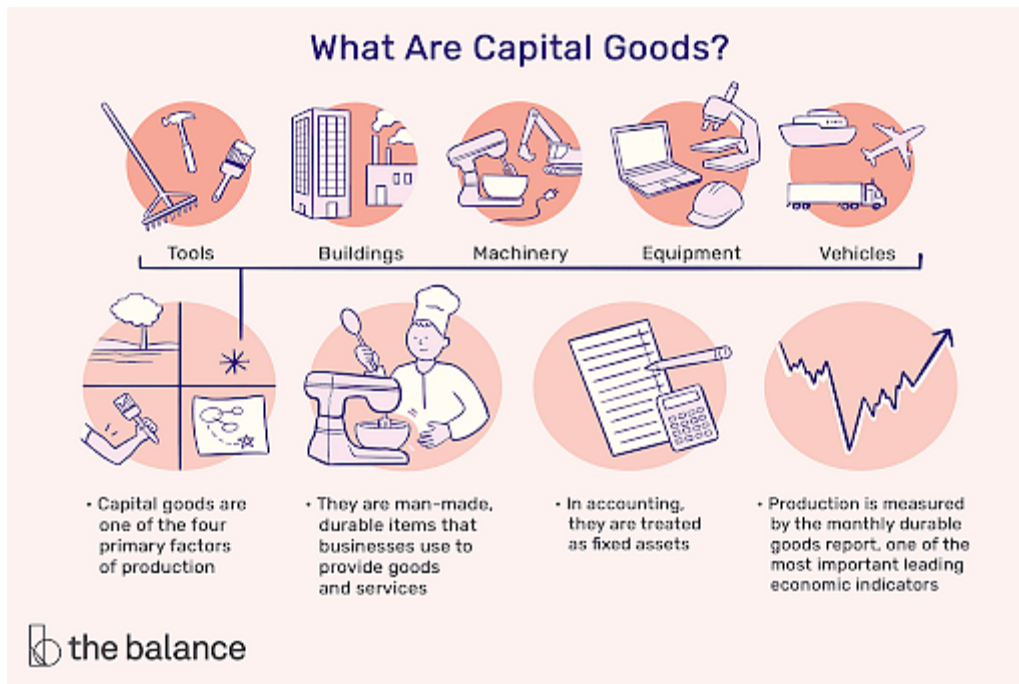 What Are Capital Goods?
Tools
Buildings
Machinery
Equipment
Vehicles
• Capital goods are
one of the four
primary factors
of production
• They are man-made,
durable items that
businesses use to
provide goods
and services
• In accounting,
they are treated
as fixed assets
• Production is measured
by the monthly durable
goods report, one of the
most important leading
economic indicators
the balance